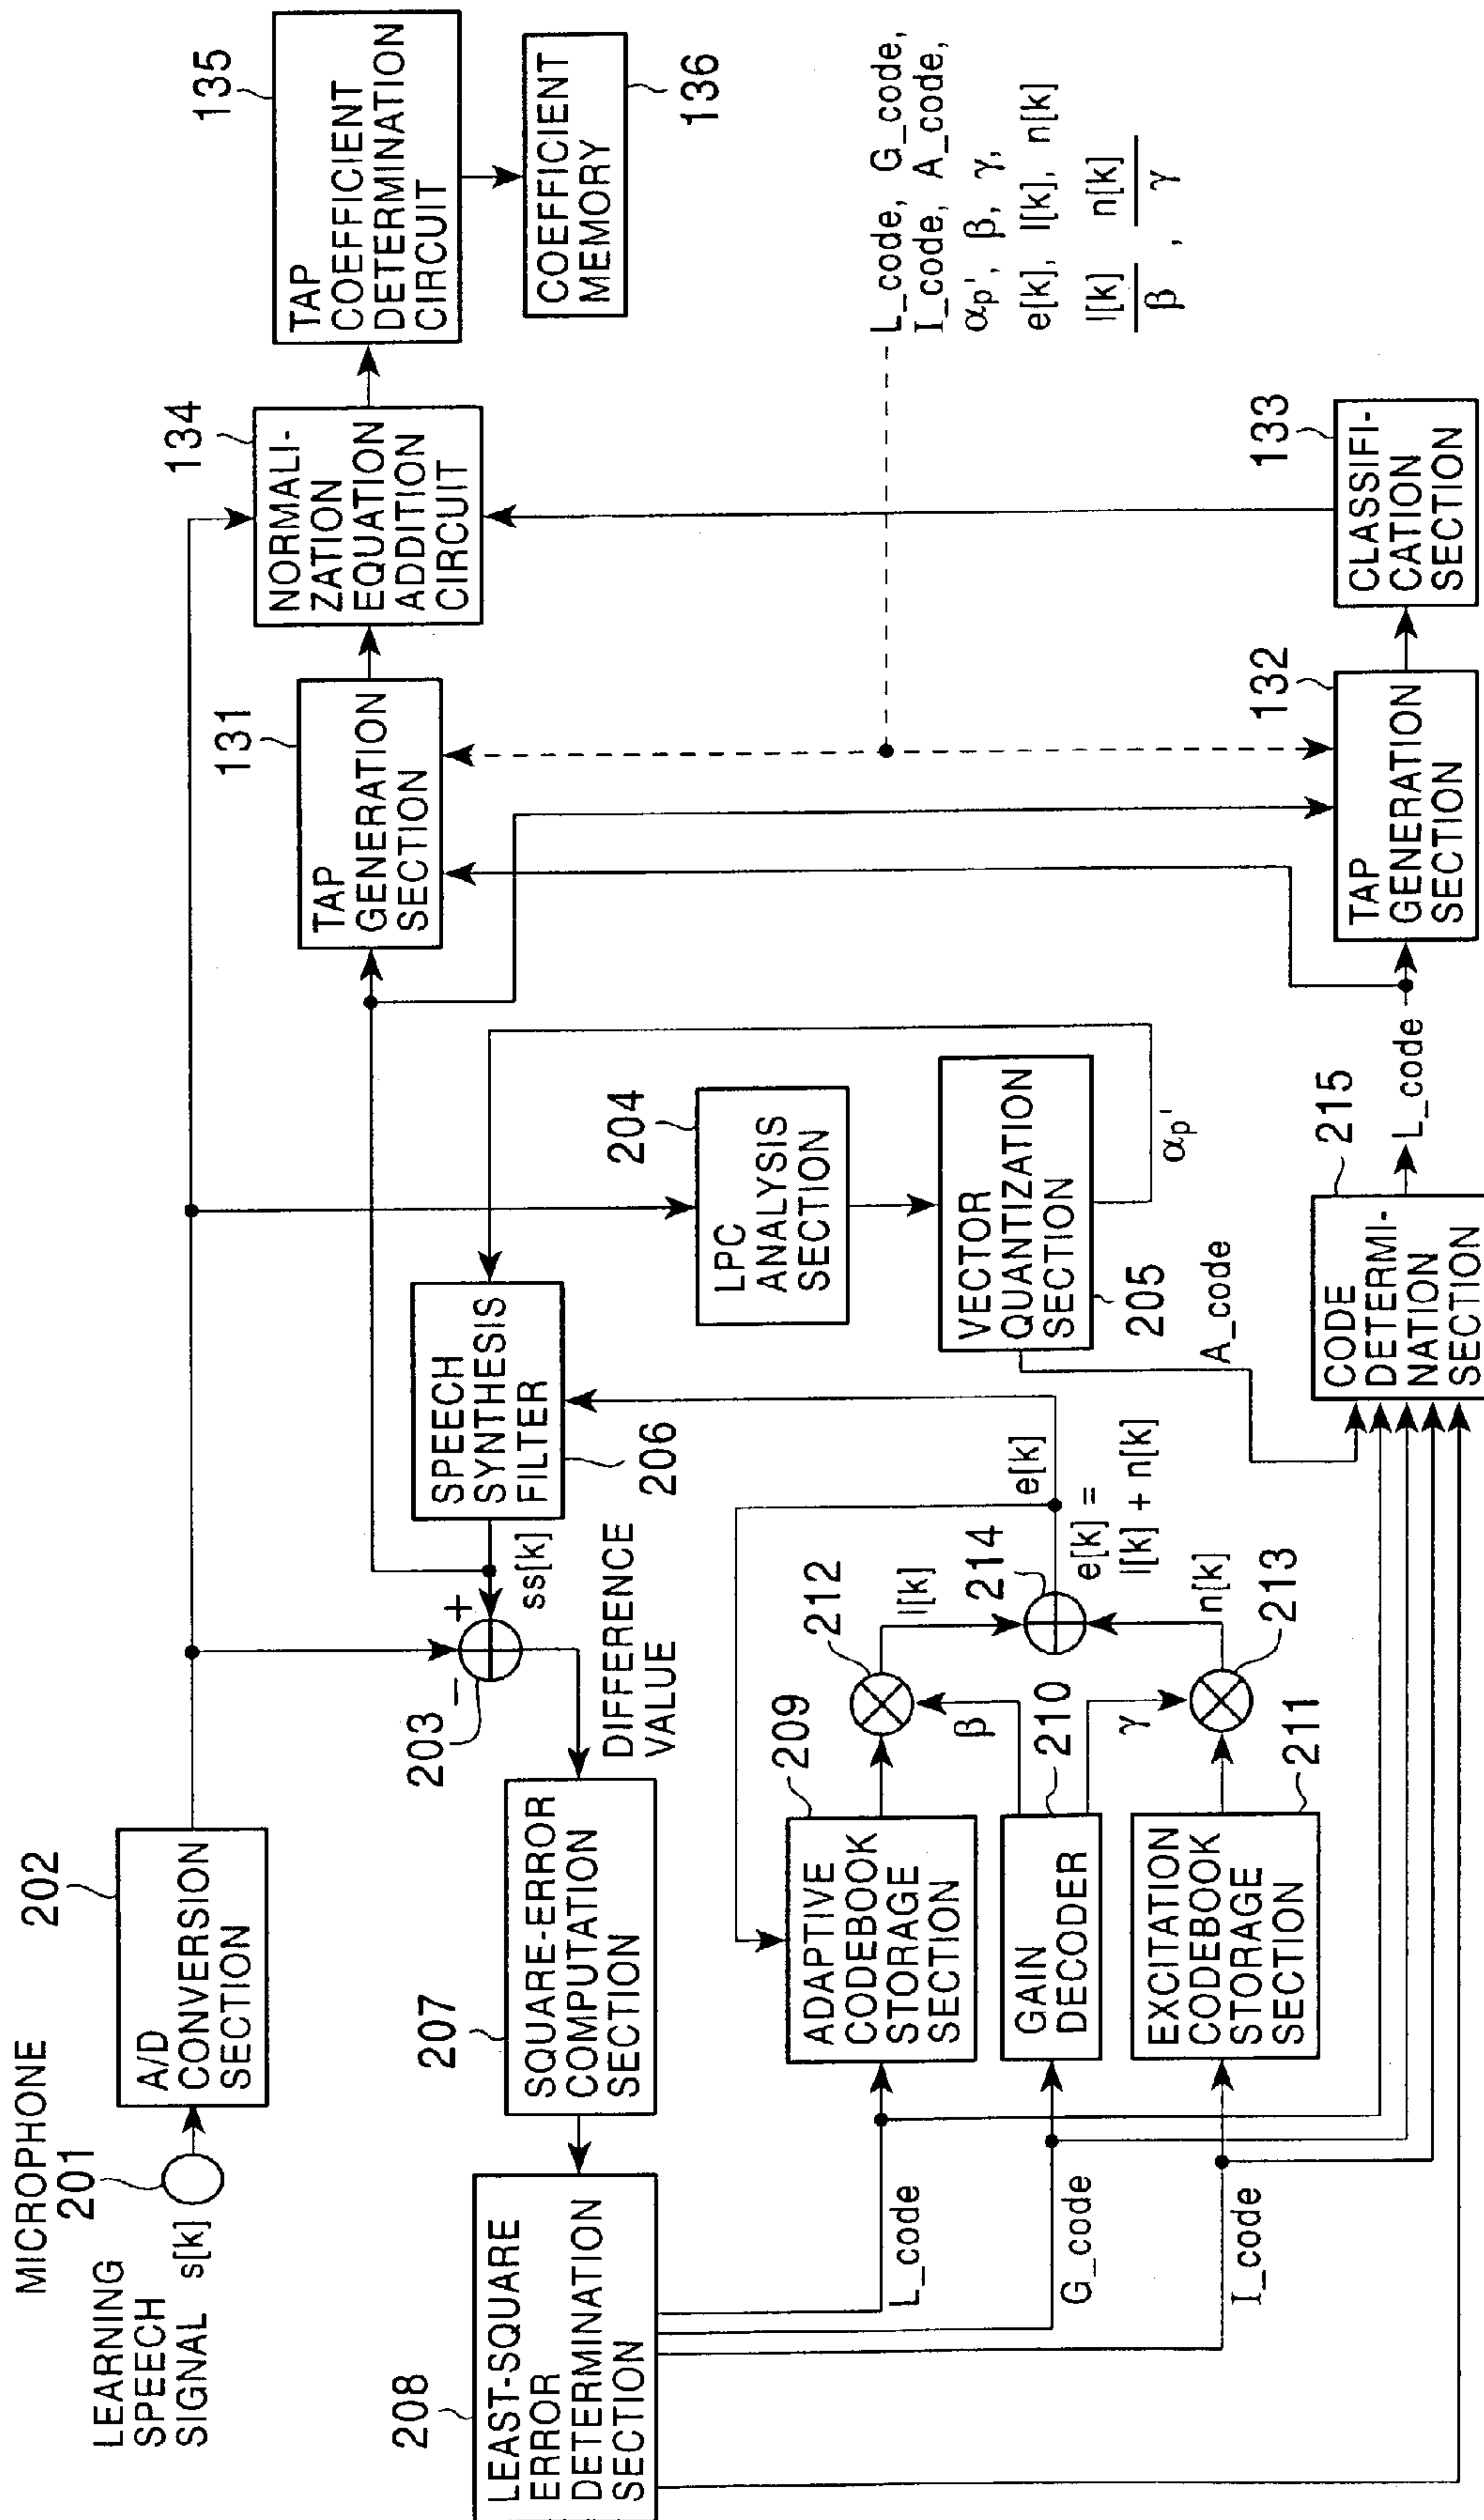 MICROPHONE
201
LEARNING
SPEECH
SIGNAL
s[k]
202
A/D
CONVERSION
SECTION
203
−
+
ss[k]
DIFFERENCE
VALUE
SPEECH
SYNTHESIS
FILTER
206
204
LPC
ANALYSIS
SECTION
VECTOR
QUANTIZATION
SECTION
205
αp'
A_code
207
SQUARE-ERROR
COMPUTATION
SECTION
208
LEAST-SQUARE
ERROR
DETERMINATION
SECTION
L_code
G_code
I_code
209
ADAPTIVE
CODEBOOK
STORAGE
SECTION
210
GAIN
DECODER
211
EXCITATION
CODEBOOK
STORAGE
SECTION
β
γ
212
l[k]
214
e[k]
e[k] =
l[k] + n[k]
n[k]
213
215
CODE
DETERMI-
NATION
SECTION
L_code
131
TAP
GENERATION
SECTION
132
TAP
GENERATION
SECTION
133
CLASSIFI-
CATION
SECTION
134
NORMALI-
ZATION
EQUATION
ADDITION
CIRCUIT
135
TAP
COEFFICIENT
DETERMINATION
CIRCUIT
COEFFICIENT
MEMORY
136
L_code, G_code,
I_code, A_code,
αp', β, γ,
e[k], l[k], n[k]
l[k] n[k]
β , γ